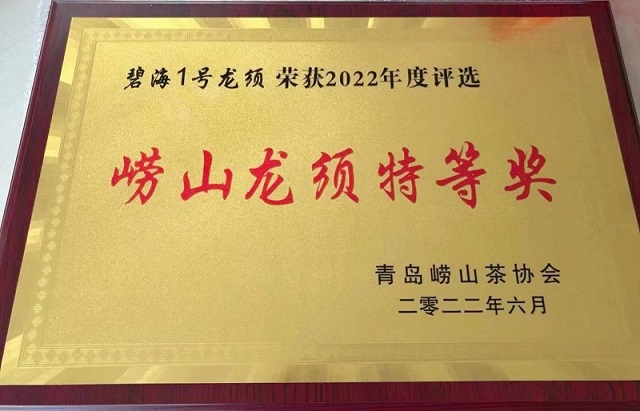 碧海1号龙须 荣获2022年度评选
崂山龙须特等奖
青岛崂山茶协会
二零二二年六月